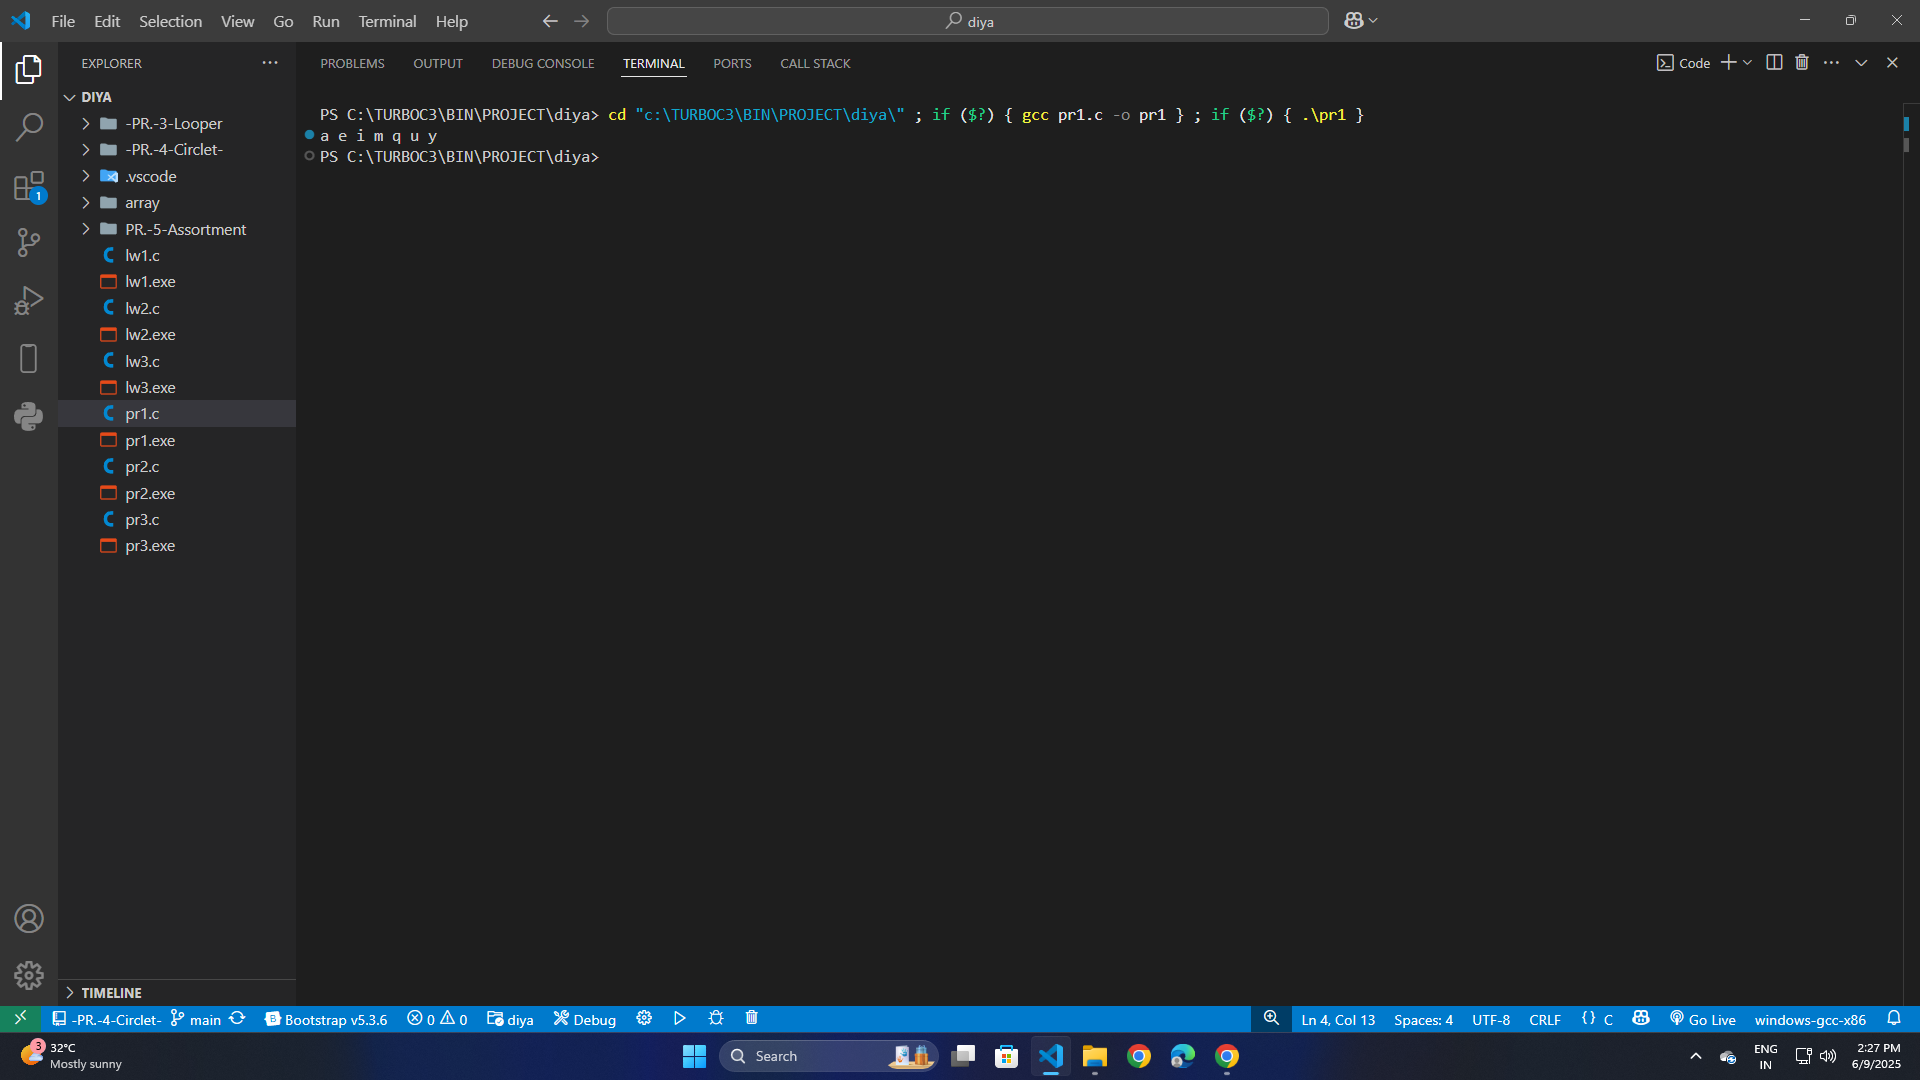 File Edit Selection View Go Run Terminal Help diya
EXPLORER
PROBLEMS OUTPUT DEBUG CONSOLE TERMINAL PORTS CALL STACK Code
DIYA
-PR.-3-Looper
-PR.-4-Circlet-
.vscode
array
PR.-5-Assortment
lw1.c
lw1.exe
lw2.c
lw2.exe
lw3.c
lw3.exe
pr1.c
pr1.exe
pr2.c
pr2.exe
pr3.c
pr3.exe
TIMELINE
1
PS C:\TURBOC3\BIN\PROJECT\diya> cd "c:\TURBOC3\BIN\PROJECT\diya\" ; if ($?) { gcc pr1.c -o pr1 } ; if ($?) { .\pr1 }
a e i m q u y
PS C:\TURBOC3\BIN\PROJECT\diya>
-PR.-4-Circlet- main Bootstrap v5.3.6 0 0 diya Debug Ln 4, Col 13 Spaces: 4 UTF-8 CRLF {} C Go Live windows-gcc-x86
3
32°C
Mostly sunny
Search
ENG
IN
2:27 PM
6/9/2025